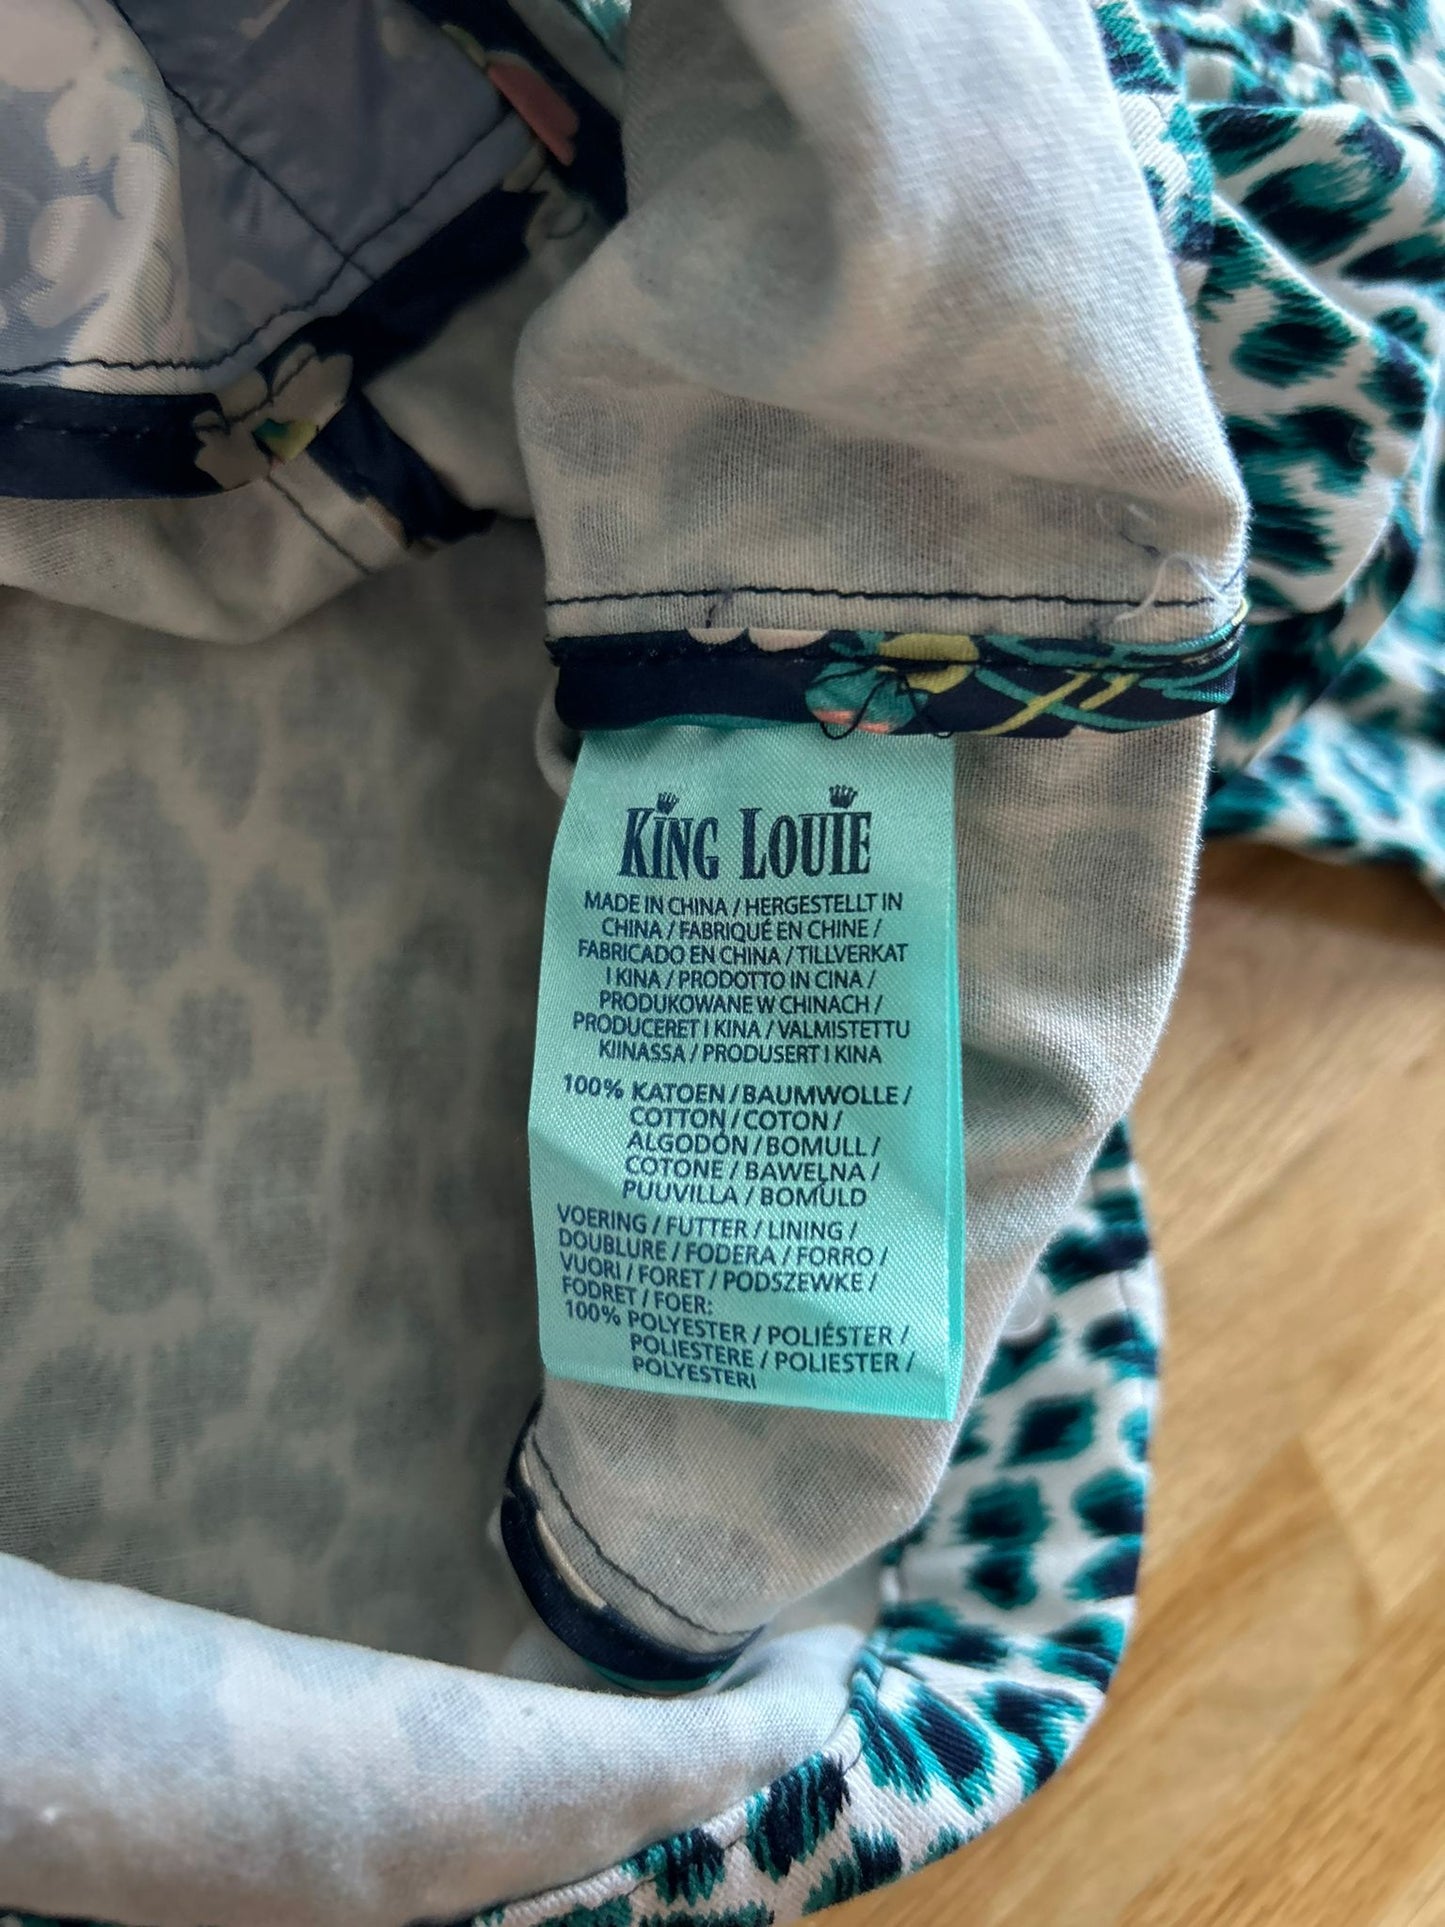 KING LOUIE
MADE IN CHINA / HERGESTELLT IN
CHINA / FABRIQUÉ EN CHINE /
FABRICADO EN CHINA / TILLVERKAT
I KINA / PRODOTTO IN CINA /
PRODUKOWANE W CHINACH /
PRODUCERET I KINA / VALMISTETTU
KIINASSA / PRODUSERT I KINA
100% KATOEN / BAUMWOLLE /
COTTON / COTON /
ALGODÓN / BOMULL /
COTONE / BAWEŁNA /
PUUVILLA / BOMULD
VOERING / FUTTER / LINING /
DOUBLURE / FODERA / FORRO /
VUORI / FORET / PODSZEWKE /
FODRET / FOER:
100% POLYESTER / POLIÉSTER /
POLIESTERE / POLIESTER /
POLYESTERI